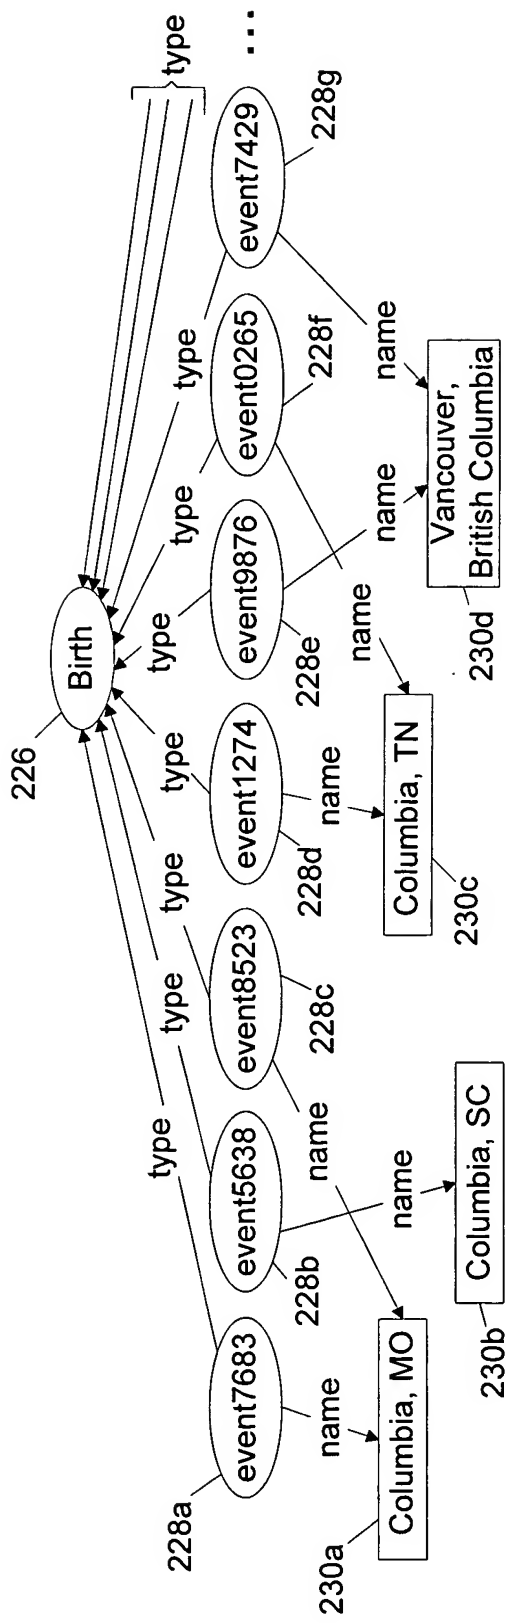 226
Birth
type
type
type
type
type
type
type
type
228a
event7683
228b
event5638
228c
event8523
228d
event1274
228e
event9876
228f
event0265
228g
event7429
...
name
name
name
name
name
name
name
230a
Columbia, MO
230b
Columbia, SC
230c
Columbia, TN
230d
Vancouver,
British Columbia